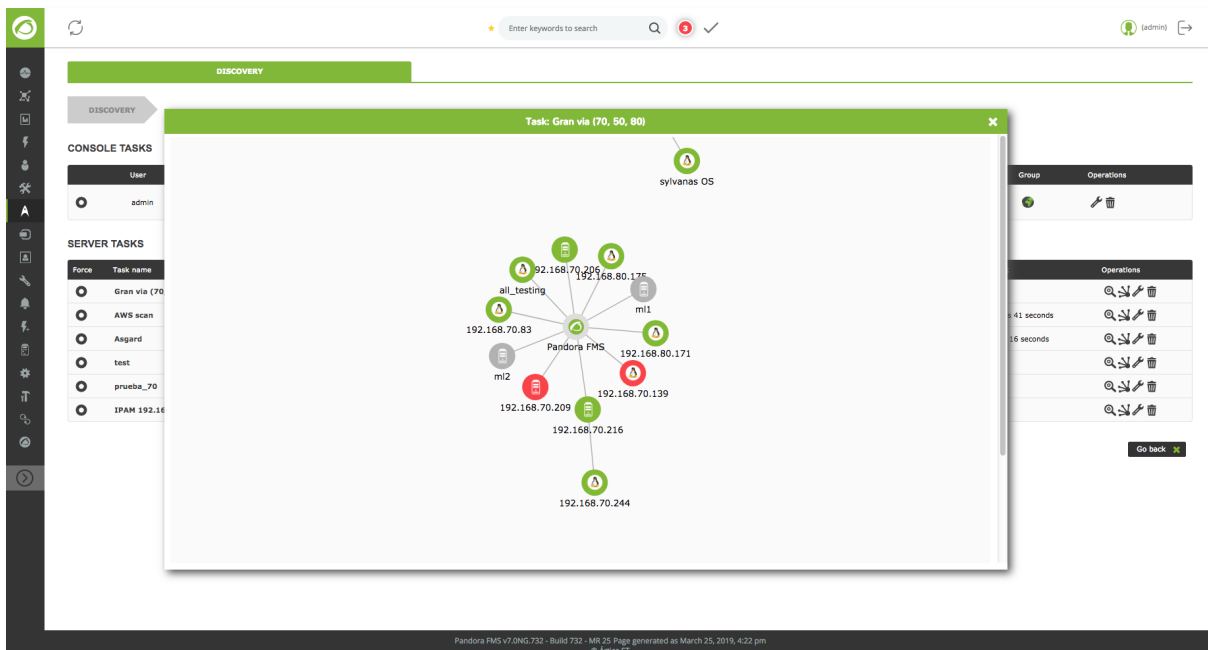 Enter keywords to search
3
(admin)
DISCOVERY
DISCOVERY
Task: Gran via (70, 50, 80)
CONSOLE TASKS
User
Group
Operations
admin
SERVER TASKS
Force
Task name
Operations
Gran via (70
AWS scan
41 seconds
Asgard
16 seconds
test
prueba_70
IPAM 192.16
Go back
sylvanas OS
92.168.70.206
192.168.80.175
all_testing
ml1
192.168.70.83
Pandora FMS
192.168.80.171
ml2
192.168.70.139
192.168.70.209
192.168.70.216
192.168.70.244
Pandora FMS v7.0NG.732 - Build 732 - MR 25 Page generated as March 25, 2019, 4:22 pm